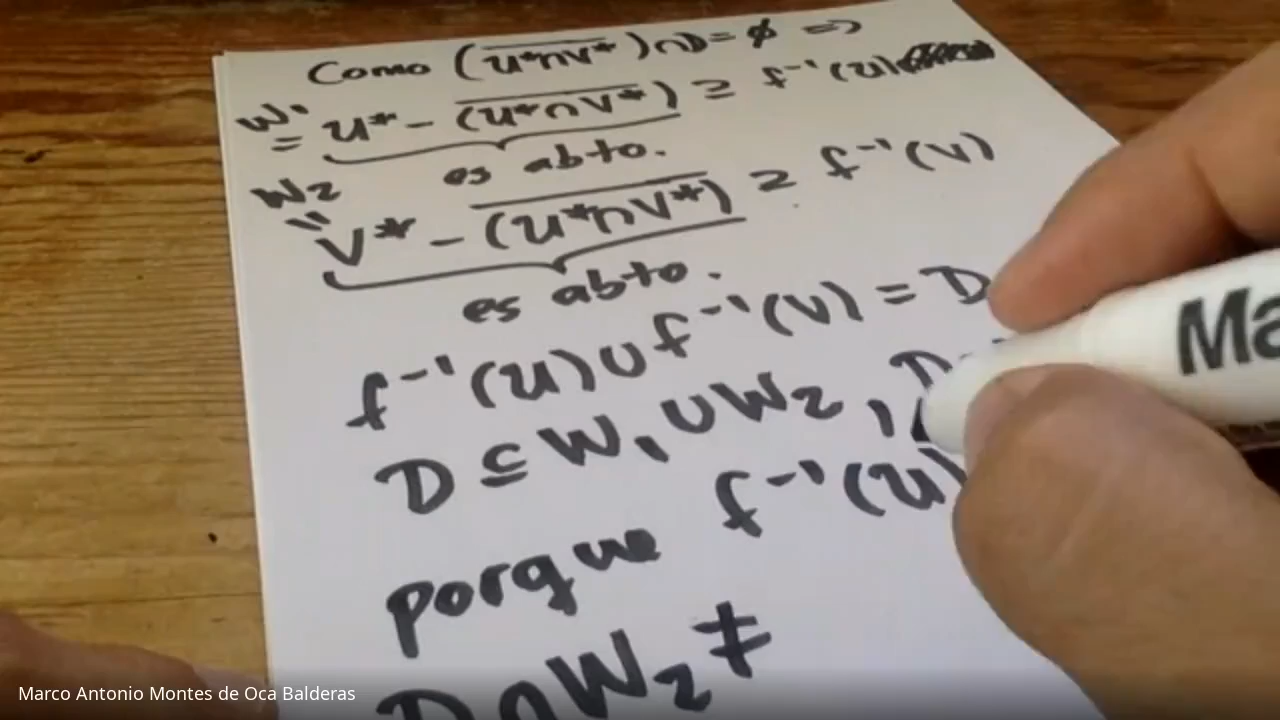 Como (U*∩V*)∩D=∅ ⇒
W₁
= U* - (U*∩V*) ⊇ f⁻¹(U)
es abto.
W₂
= V* - (U*∩V*) ⊇ f⁻¹(V)
es abto.
f⁻¹(U)∪f⁻¹(V) = D
D ⊆ W₁∪W₂, D
porque f⁻¹(U)
D∩W₂ ≠
Ma
Marco Antonio Montes de Oca Balderas